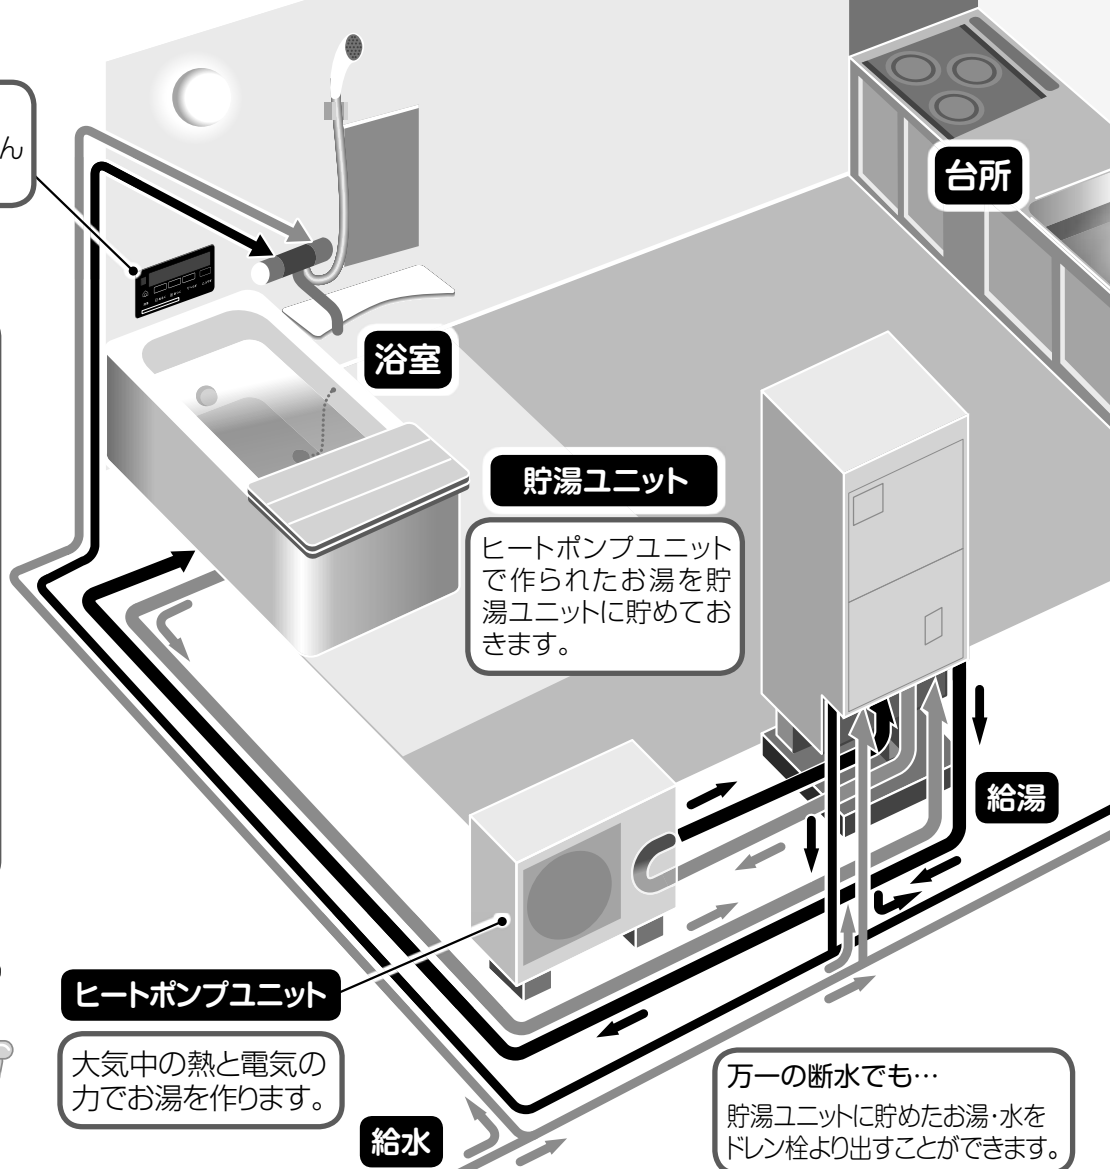 ん
台所
浴室
貯湯ユニット
ヒートポンプユニット
で作られたお湯を貯
湯ユニットに貯めてお
きます。
給湯
ヒートポンプユニット
大気中の熱と電気の
力でお湯を作ります。
給水
万一の断水でも…
貯湯ユニットに貯めたお湯・水を
ドレン栓より出すことができます。